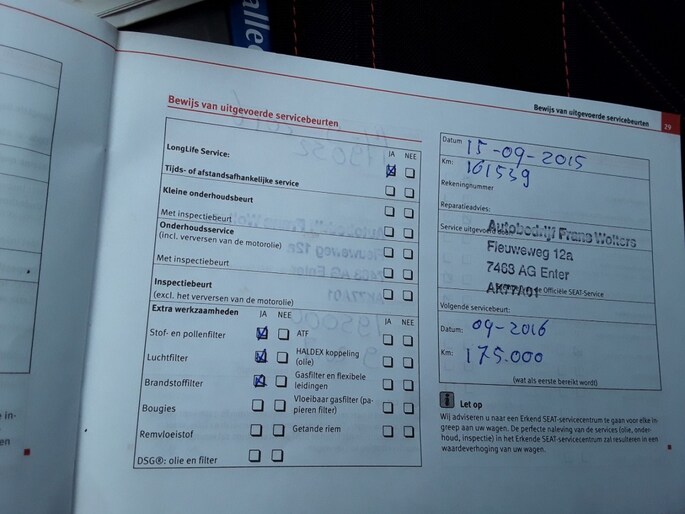 alle
Bewijs van uitgevoerde servicebeurten
29
Bewijs van uitgevoerde servicebeurten
JA NEE
LongLife Service:
Tijds- of afstandsafhankelijke service
Kleine onderhoudsbeurt
Met inspectiebeurt
Onderhoudsservice
(incl. verversen van de motorolie)
Met inspectiebeurt
Inspectiebeurt
(excl. het verversen van de motorolie)
Extra werkzaamheden JA NEE JA NEE
Stof- en pollenfilter ATF
Luchtfilter HALDEX koppeling
(olie)
Brandstoffilter Gasfilter en flexibele
leidingen
Bougies Vloeibaar gasfilter (pa-
pieren filter)
Remvloeistof Getande riem
DSG®: olie en filter
Datum 15-09-2015
Km: 161539
Rekeningnummer
Reparatieadvies:
Service uitgevoerd door:
Autobedrijf Frans Wolters
Fleuweweg 12a
7468 AG Enter
AK77A01
de Officiële SEAT-Service
Volgende servicebeurt:
Datum: 09-2016
Km: 175.000
(wat als eerste bereikt wordt)
i Let op
Wij adviseren u naar een Erkend SEAT-servicecentrum te gaan voor elke in-
greep aan uw wagen. De perfecte naleving van de services (olie, onder-
houd, inspectie) in het Erkende SEAT-servicecentrum zal resulteren in een
waardeverhoging van uw wagen.
e in-
en